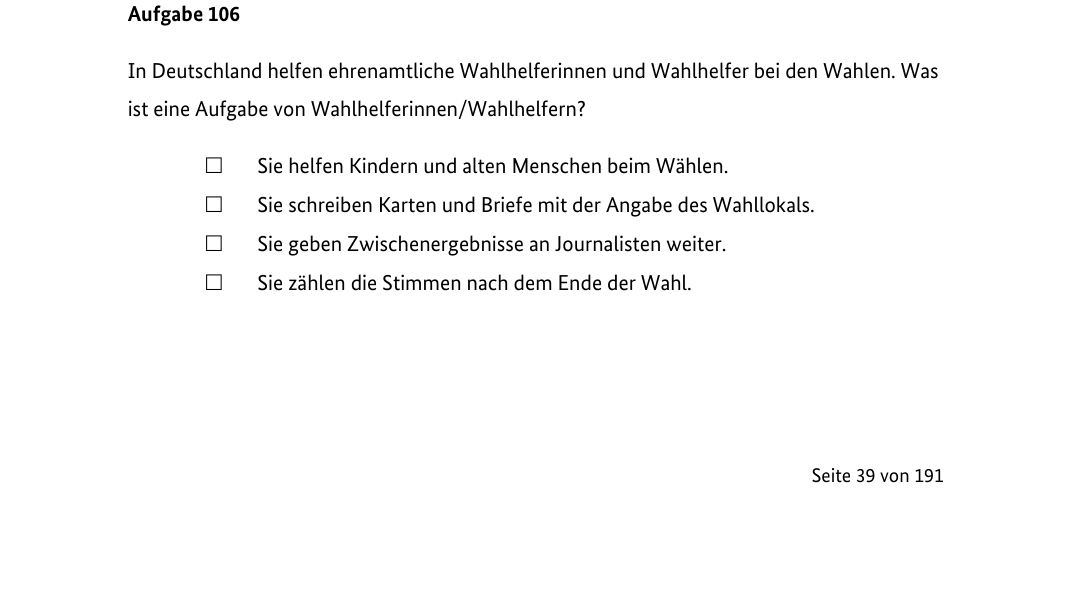 Aufgabe 106
In Deutschland helfen ehrenamtliche Wahlhelferinnen und Wahlhelfer bei den Wahlen. Was
ist eine Aufgabe von Wahlhelferinnen/Wahlhelfern?
☐ Sie helfen Kindern und alten Menschen beim Wählen.
☐ Sie schreiben Karten und Briefe mit der Angabe des Wahllokals.
☐ Sie geben Zwischenergebnisse an Journalisten weiter.
☐ Sie zählen die Stimmen nach dem Ende der Wahl.
Seite 39 von 191